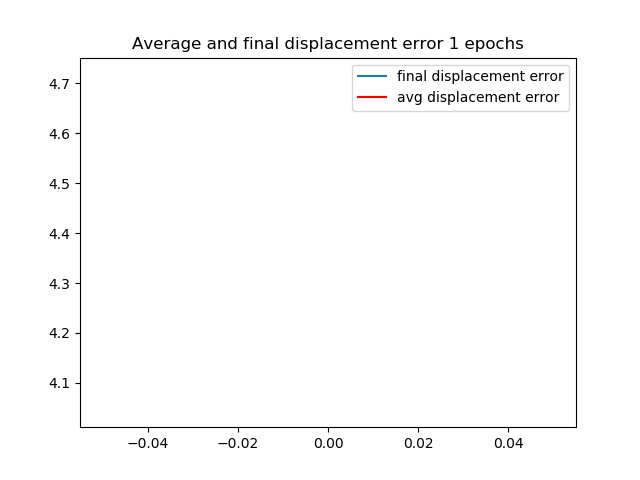 Average and final displacement error 1 epochs
final displacement error
avg displacement error
4.7
4.6
4.5
4.4
4.3
4.2
4.1
−0.04 −0.02 0.00 0.02 0.04